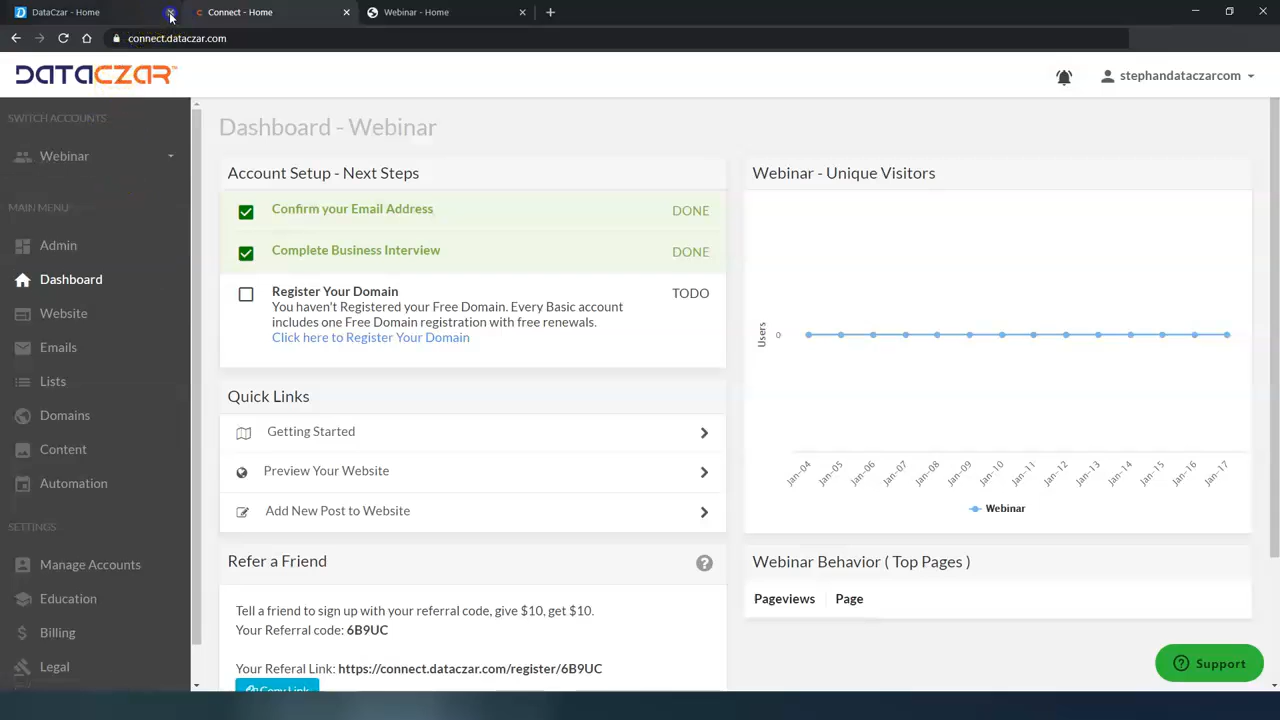 DataCzar - Home
Connect - Home
Webinar - Home
connect.dataczar.com
DATACZAR
stephandataczarcom
SWITCH ACCOUNTS
Webinar
MAIN MENU
Admin
Dashboard
Website
Emails
Lists
Domains
Content
Automation
SETTINGS
Manage Accounts
Education
Billing
Legal
Dashboard - Webinar
Account Setup - Next Steps
Confirm your Email Address DONE
Complete Business Interview DONE
Register Your Domain TODO
You haven't Registered your Free Domain. Every Basic account
includes one Free Domain registration with free renewals.
Click here to Register Your Domain
Quick Links
Getting Started
Preview Your Website
Add New Post to Website
Refer a Friend
Tell a friend to sign up with your referral code, give $10, get $10.
Your Referral code: 6B9UC
Your Referal Link: https://connect.dataczar.com/register/6B9UC
Copy Link
Webinar - Unique Visitors
Users
0
Jan-04 Jan-05 Jan-06 Jan-07 Jan-08 Jan-09 Jan-10 Jan-11 Jan-12 Jan-13 Jan-14 Jan-15 Jan-16 Jan-17
Webinar
Webinar Behavior ( Top Pages )
Pageviews Page
Support